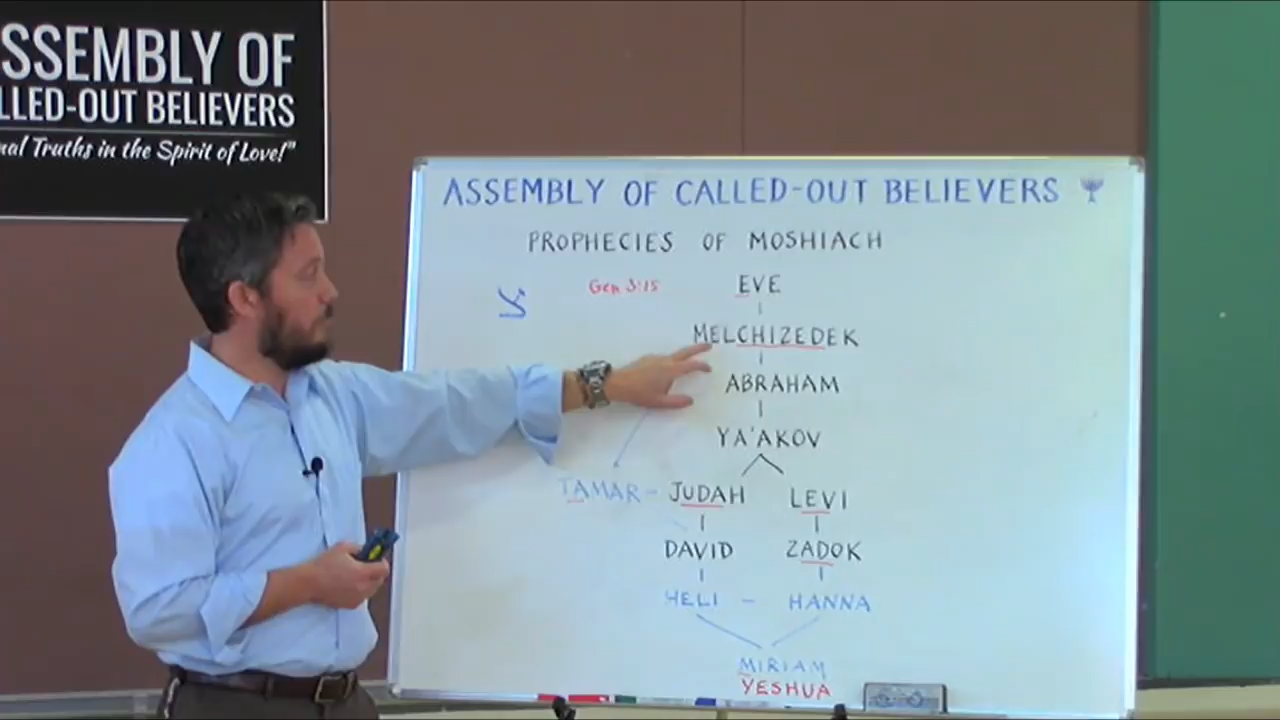 SSEMBLY OF
LLED-OUT BELIEVERS
nal Truths in the Spirit of Love!"
ASSEMBLY OF CALLED-OUT BELIEVERS
PROPHECIES OF MOSHIACH
Gen 3:15 EVE
MELCHIZEDEK
ABRAHAM
YA'AKOV
TAMAR - JUDAH LEVI
DAVID ZADOK
HELI - HANNA
MIRIAM
YESHUA